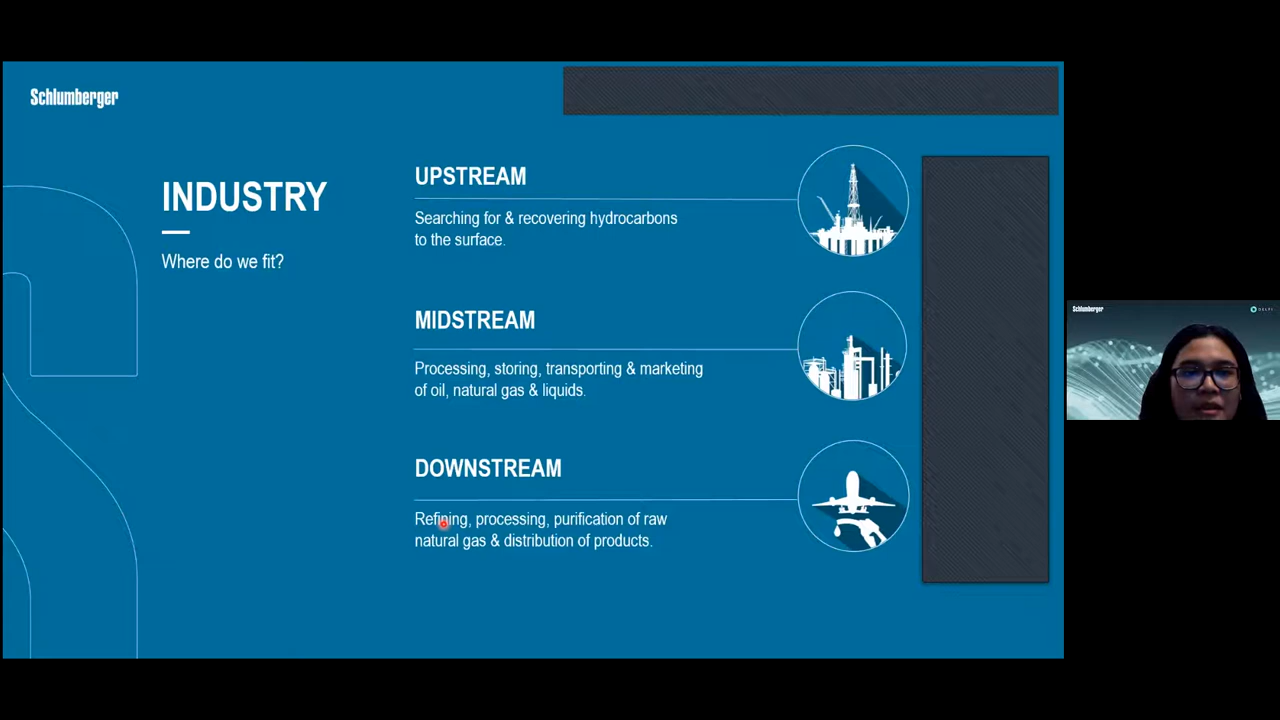 Schlumberger
INDUSTRY
Where do we fit?
UPSTREAM
Searching for & recovering hydrocarbons
to the surface.
MIDSTREAM
Processing, storing, transporting & marketing
of oil, natural gas & liquids.
DOWNSTREAM
Refining, processing, purification of raw
natural gas & distribution of products.
Schlumberger
DELFI